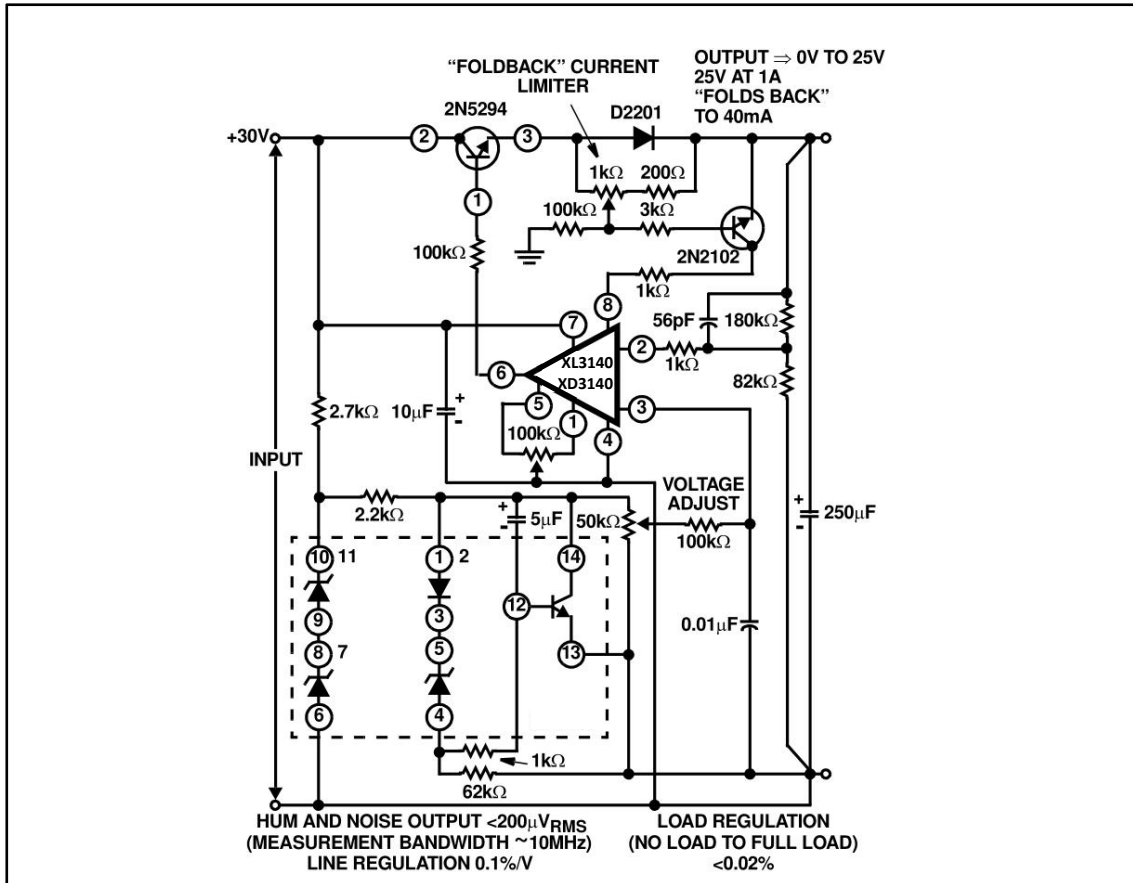 “FOLDBACK” CURRENT
LIMITER
OUTPUT ⇒ 0V TO 25V
25V AT 1A
“FOLDS BACK”
TO 40mA
2N5294
D2201
+30V
2
3
1kΩ
200Ω
1
100kΩ
3kΩ
100kΩ
2N2102
1kΩ
8
56pF
180kΩ
7
XL3140
XD3140
2
1kΩ
6
82kΩ
5
3
2.7kΩ
10μF
+
-
1
100kΩ
4
INPUT
VOLTAGE
ADJUST
2.2kΩ
+
-
5μF
50kΩ
100kΩ
+
-
250μF
10 11
1 2
14
9
3
12
0.01μF
8 7
5
13
6
4
1kΩ
62kΩ
HUM AND NOISE OUTPUT <200μVRMS
(MEASUREMENT BANDWIDTH ~10MHz)
LINE REGULATION 0.1%/V
LOAD REGULATION
(NO LOAD TO FULL LOAD)
<0.02%